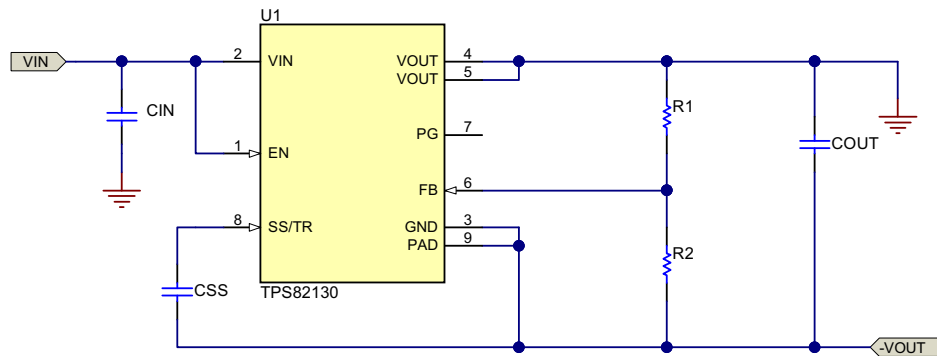 U1
VIN
2
VIN
VOUT
4
VOUT
5
CIN
R1
PG
7
COUT
1
EN
FB
6
8
SS/TR
GND
3
PAD
9
R2
CSS
TPS82130
-VOUT